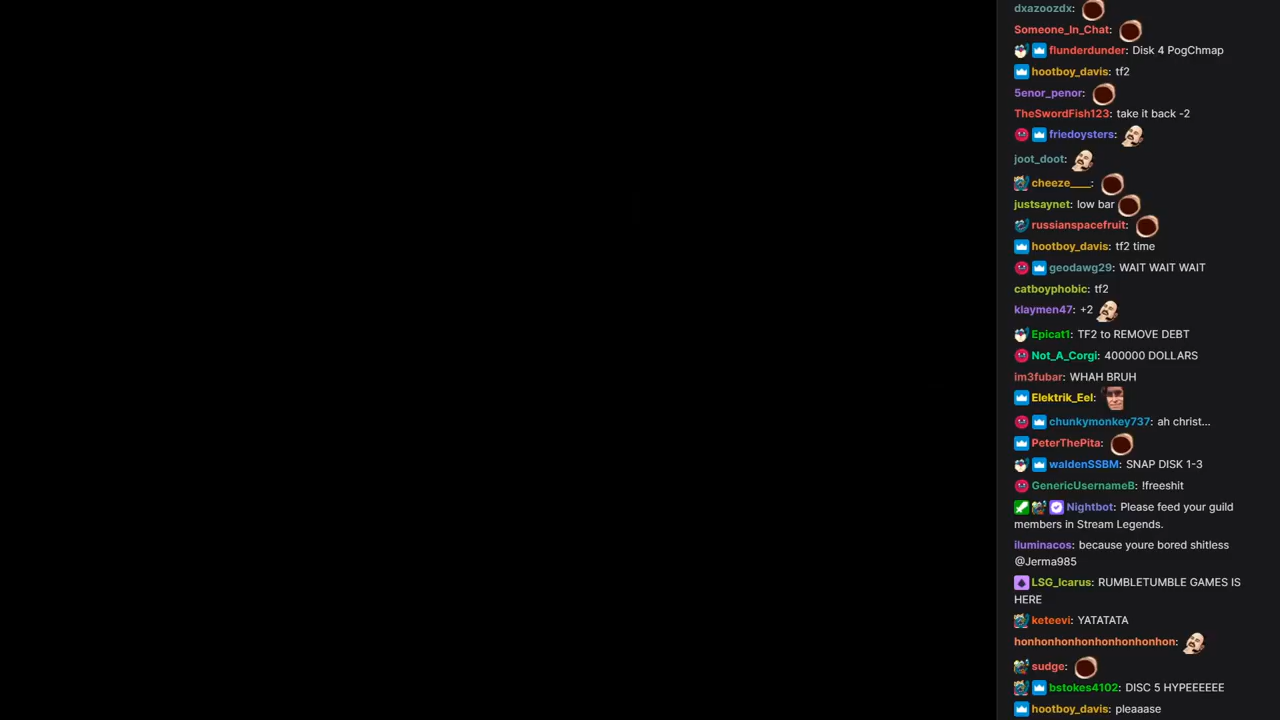 dxazoozdx:
Someone_In_Chat:
flunderdunder: Disk 4 PogChmap
hootboy_davis: tf2
5enor_penor:
TheSwordFish123: take it back -2
friedoysters:
joot_doot:
cheeze____:
justsaynet: low bar
russianspacefruit:
hootboy_davis: tf2 time
geodawg29: WAIT WAIT WAIT
catboyphobic: tf2
klaymen47: +2
Epicat1: TF2 to REMOVE DEBT
Not_A_Corgi: 400000 DOLLARS
im3fubar: WHAH BRUH
Elektrik_Eel:
chunkymonkey737: ah christ...
PeterThePita:
waldenSSBM: SNAP DISK 1-3
GenericUsernameB: !freeshit
Nightbot: Please feed your guild
members in Stream Legends.
iluminacos: because youre bored shitless
@Jerma985
LSG_Icarus: RUMBLETUMBLE GAMES IS
HERE
keteevi: YATATATA
honhonhonhonhonhonhonhon:
sudge:
bstokes4102: DISC 5 HYPEEEEEE
hootboy_davis: pleaaase